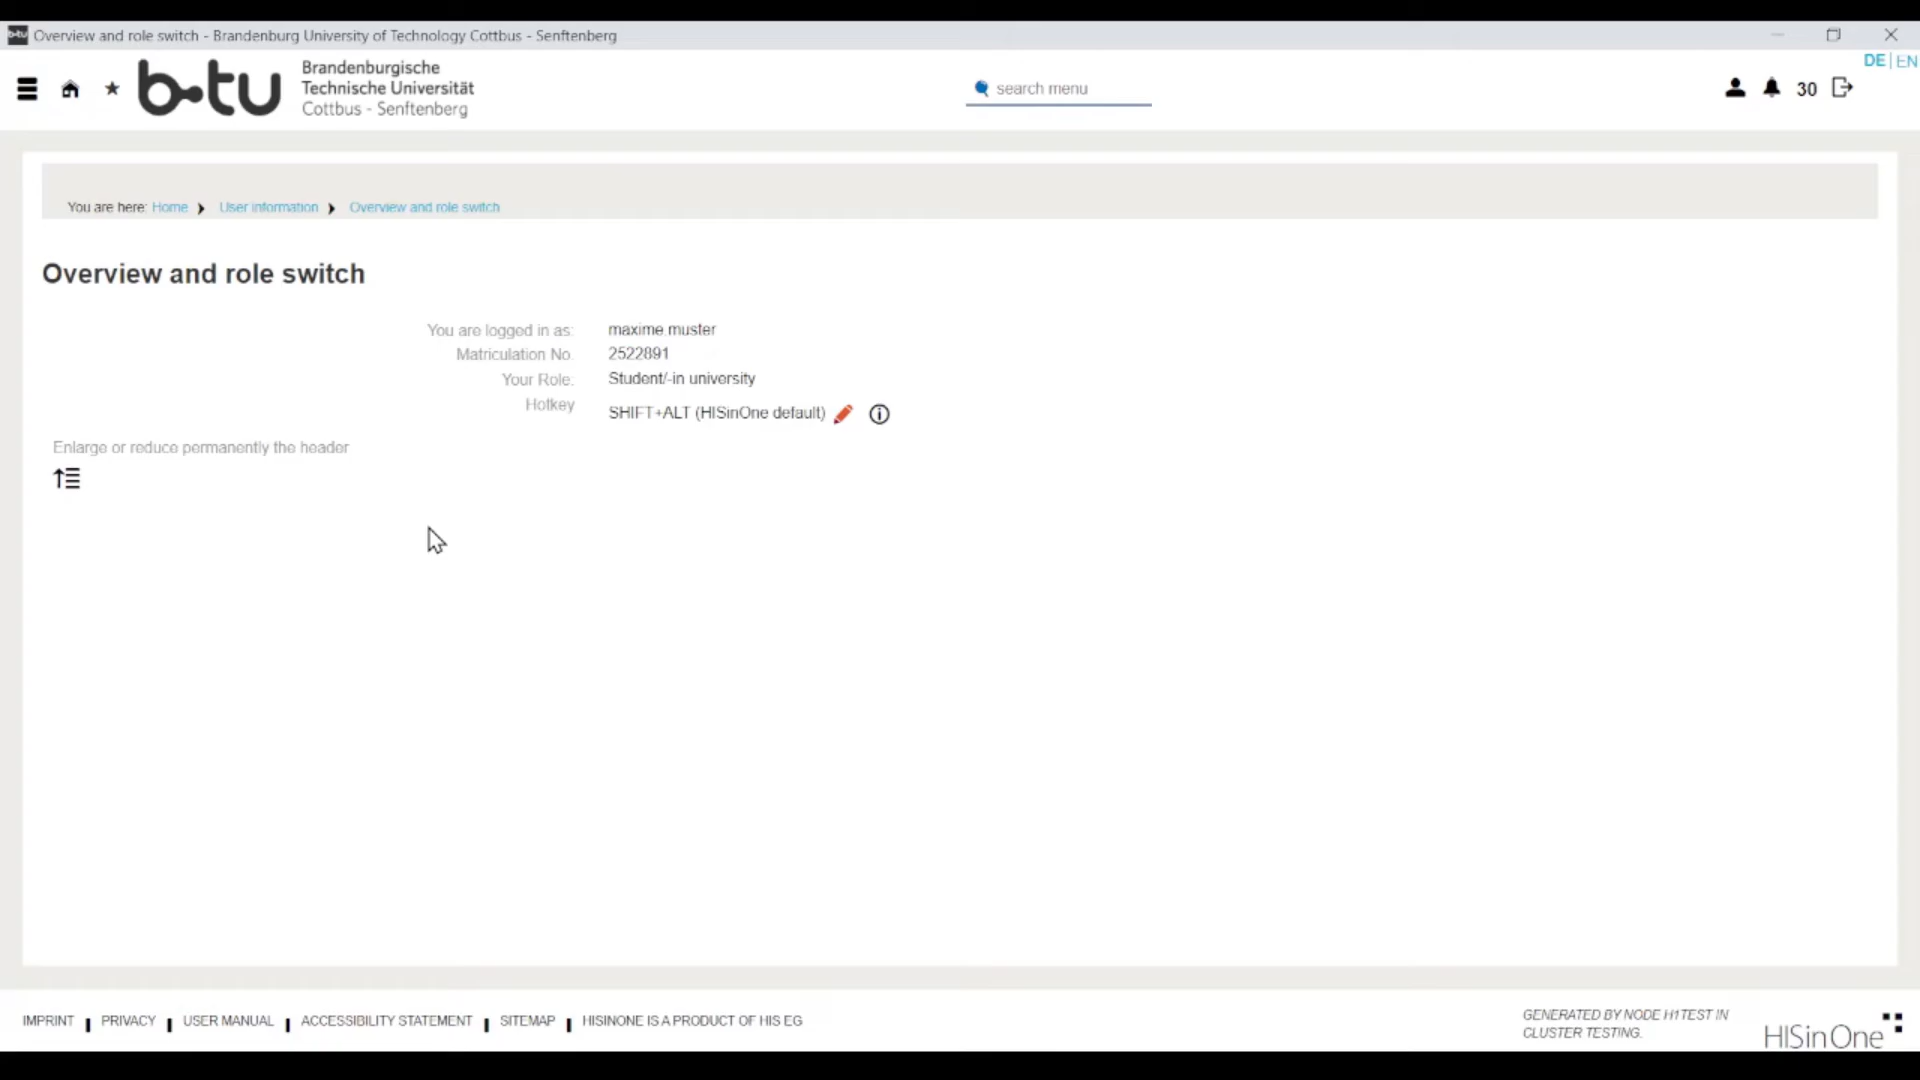 Overview and role switch - Brandenburg University of Technology Cottbus - Senftenberg
DE | EN
b-tu
Brandenburgische
Technische Universität
Cottbus - Senftenberg
search menu
30
You are here: Home User information Overview and role switch
Overview and role switch
You are logged in as: maxime muster
Matriculation No. 2522891
Your Role: Student/-in university
Hotkey SHIFT+ALT (HISinOne default)
Enlarge or reduce permanently the header
IMPRINT PRIVACY USER MANUAL ACCESSIBILITY STATEMENT SITEMAP HISINONE IS A PRODUCT OF HIS EG
GENERATED BY NODE H1TEST IN
CLUSTER TESTING.
HISinOne